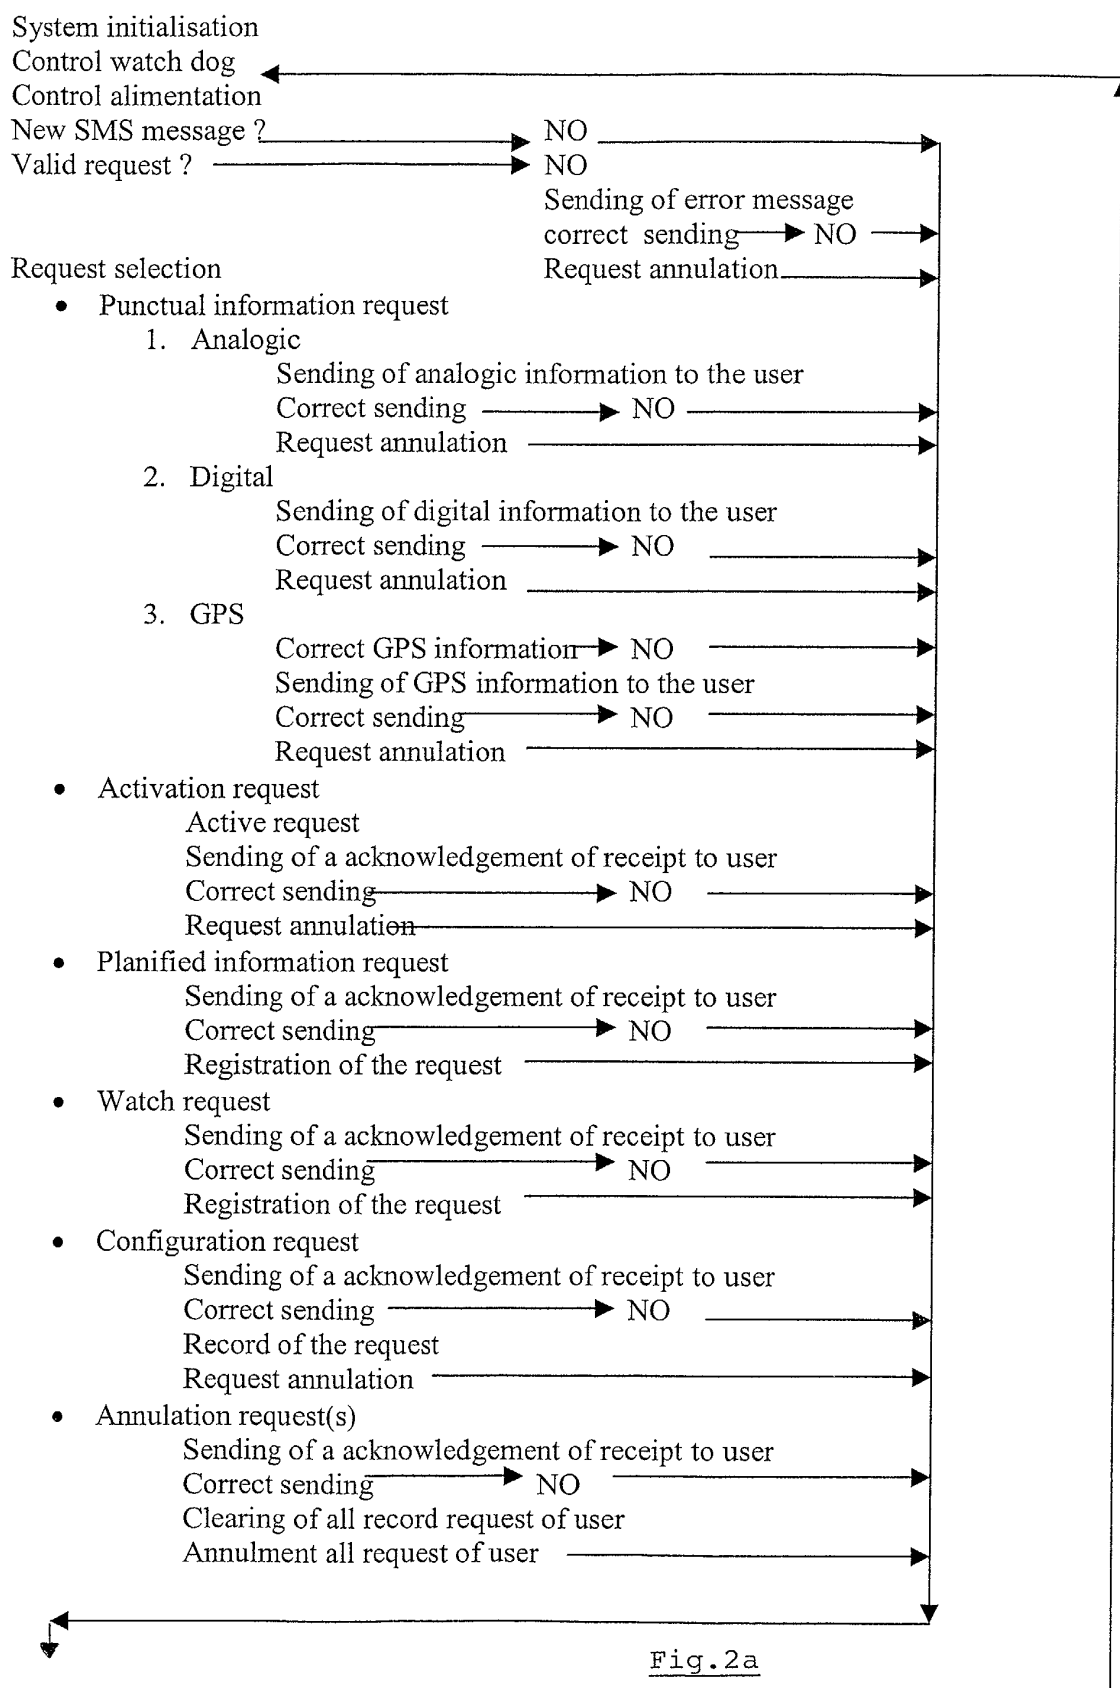 System initialisation
Control watch dog
Control alimentation
New SMS message ? NO
Valid request ? NO
Sending of error message
correct sending NO
Request selection Request annulation
• Punctual information request
1. Analogic
Sending of analogic information to the user
Correct sending NO
Request annulation
2. Digital
Sending of digital information to the user
Correct sending NO
Request annulation
3. GPS
Correct GPS information NO
Sending of GPS information to the user
Correct sending NO
Request annulation
• Activation request
Active request
Sending of a acknowledgement of receipt to user
Correct sending NO
Request annulation
• Planified information request
Sending of a acknowledgement of receipt to user
Correct sending NO
Registration of the request
• Watch request
Sending of a acknowledgement of receipt to user
Correct sending NO
Registration of the request
• Configuration request
Sending of a acknowledgement of receipt to user
Correct sending NO
Record of the request
Request annulation
• Annulation request(s)
Sending of a acknowledgement of receipt to user
Correct sending NO
Clearing of all record request of user
Annulment all request of user
Fig.2a